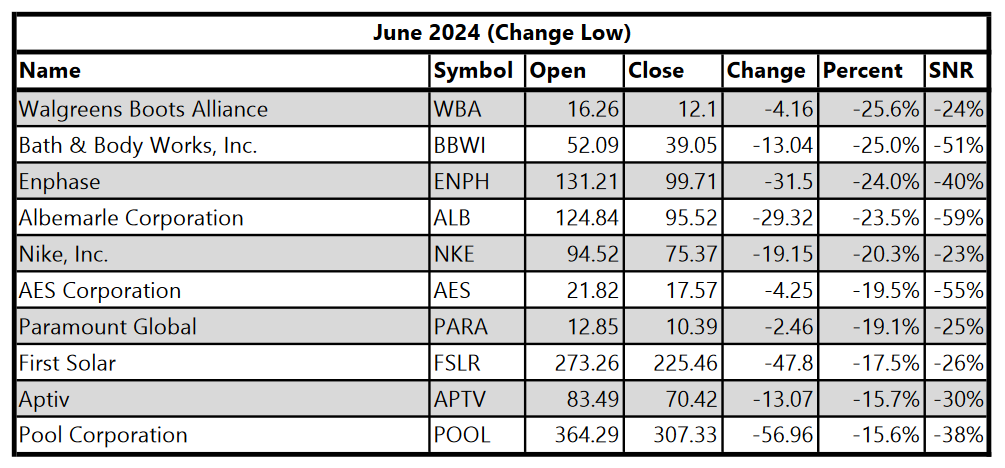 June 2024 (Change Low)
Name Symbol Open Close Change Percent SNR
Walgreens Boots Alliance WBA 16.26 12.1 -4.16 -25.6% -24%
Bath & Body Works, Inc. BBWI 52.09 39.05 -13.04 -25.0% -51%
Enphase ENPH 131.21 99.71 -31.5 -24.0% -40%
Albemarle Corporation ALB 124.84 95.52 -29.32 -23.5% -59%
Nike, Inc. NKE 94.52 75.37 -19.15 -20.3% -23%
AES Corporation AES 21.82 17.57 -4.25 -19.5% -55%
Paramount Global PARA 12.85 10.39 -2.46 -19.1% -25%
First Solar FSLR 273.26 225.46 -47.8 -17.5% -26%
Aptiv APTV 83.49 70.42 -13.07 -15.7% -30%
Pool Corporation POOL 364.29 307.33 -56.96 -15.6% -38%